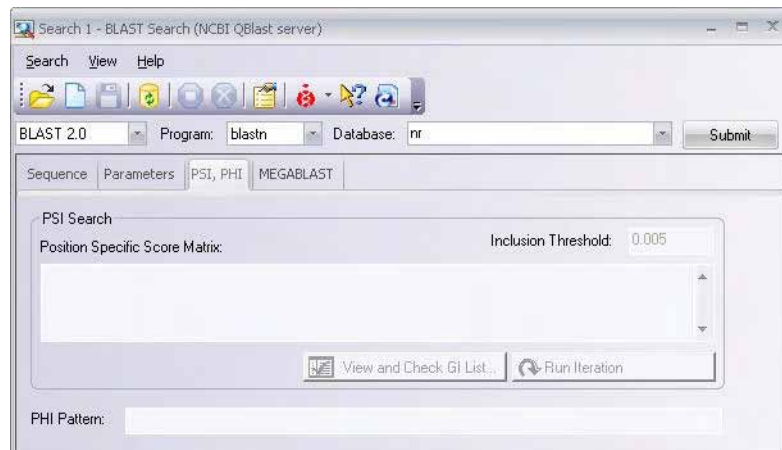 Search 1 - BLAST Search (NCBI QBlast server)
Search View Help
BLAST 2.0 Program: blastn Database: nr Submit
Sequence Parameters PSI, PHI MEGABLAST
PSI Search
Position Specific Score Matrix: Inclusion Threshold: 0.005
View and Check GI List... Run Iteration
PHI Pattern: